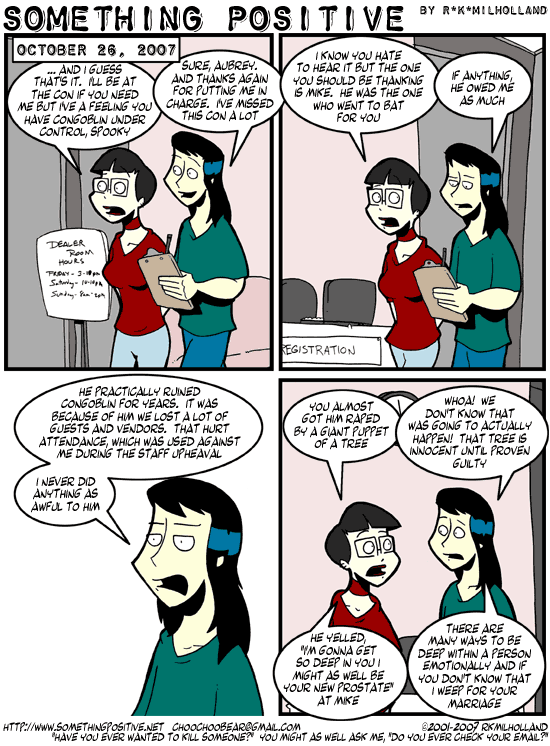 SOMETHING POSITIVE BY R*K*MILHOLLAND
OCTOBER 26, 2007
... AND I GUESS
THAT'S IT. I'LL BE AT
THE CON IF YOU NEED
ME BUT I'VE A FEELING YOU
HAVE CONGOBLIN UNDER
CONTROL, SPOOKY
SURE, AUBREY.
AND THANKS AGAIN
FOR PUTTING ME IN
CHARGE. I'VE MISSED
THIS CON A LOT
DEALER
ROOM
HOURS
FRIDAY - 3-10pm
Saturday - 10-10pm
Sunday - 9am-2pm
I KNOW YOU HATE
TO HEAR IT BUT THE ONE
YOU SHOULD BE THANKING
IS MIKE. HE WAS THE ONE
WHO WENT TO BAT
FOR YOU
IF ANYTHING,
HE OWED ME
AS MUCH
REGISTRATION
HE PRACTICALLY RUINED
CONGOBLIN FOR YEARS. IT WAS
BECAUSE OF HIM WE LOST A LOT OF
GUESTS AND VENDORS. THAT HURT
ATTENDANCE, WHICH WAS USED AGAINST
ME DURING THE STAFF UPHEAVAL
I NEVER DID
ANYTHING AS
AWFUL TO HIM
YOU ALMOST
GOT HIM RAPED
BY A GIANT PUPPET
OF A TREE
WHOA! WE
DON'T KNOW THAT
WAS GOING TO ACTUALLY
HAPPEN! THAT TREE IS
INNOCENT UNTIL PROVEN
GUILTY
HE YELLED,
"I'M GONNA GET
SO DEEP IN YOU I
MIGHT AS WELL BE
YOUR NEW PROSTATE"
AT MIKE
THERE ARE
MANY WAYS TO BE
DEEP WITHIN A PERSON
EMOTIONALLY AND IF
YOU DON'T KNOW THAT
I WEEP FOR YOUR
MARRIAGE
HTTP://WWW.SOMETHINGPOSITIVE.NET CHOOCHOOBEAR@GMAIL.COM ©2001-2007 RKMILHOLLAND
"HAVE YOU EVER WANTED TO KILL SOMEONE?" YOU MIGHT AS WELL ASK ME, "DO YOU EVER CHECK YOUR EMAIL?"